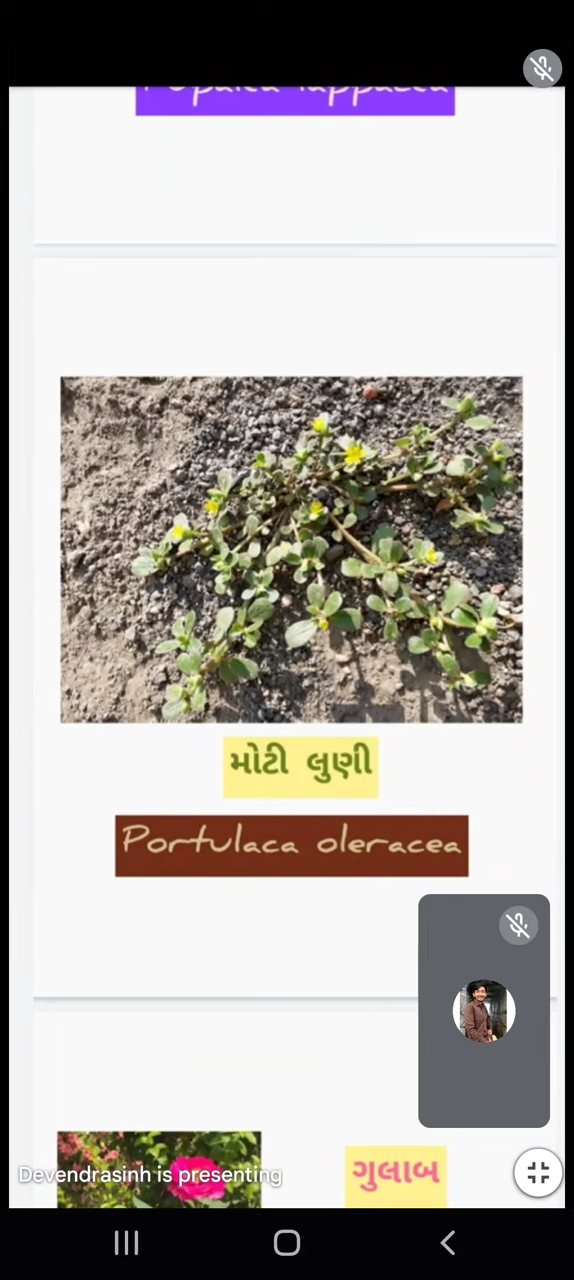 મોટી લુણી
Portulaca oleracea
Devendrasinh is presenting
ગુલાબ